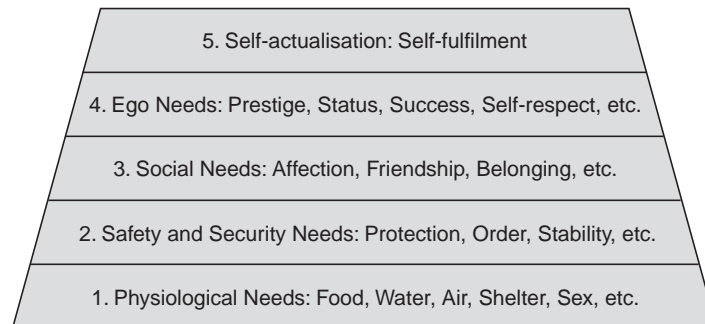 5. Self-actualisation: Self-fulfilment
4. Ego Needs: Prestige, Status, Success, Self-respect, etc.
3. Social Needs: Affection, Friendship, Belonging, etc.
2. Safety and Security Needs: Protection, Order, Stability, etc.
1. Physiological Needs: Food, Water, Air, Shelter, Sex, etc.